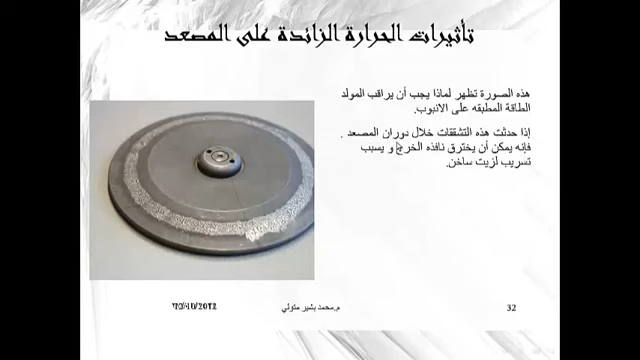 تأثيرات الحرارة الزائدة على المصعد
هذه الصورة تظهر لماذا يجب أن يراقب المولد
الطاقة المطبقه على الانبوب.
إذا حدثت هذه التشققات خلال دوران المصعد .
فإنه يمكن أن يخترق نافذه الخرج و يسبب
تسريب لزيت ساخن.
م.محمد بشير متولي
32